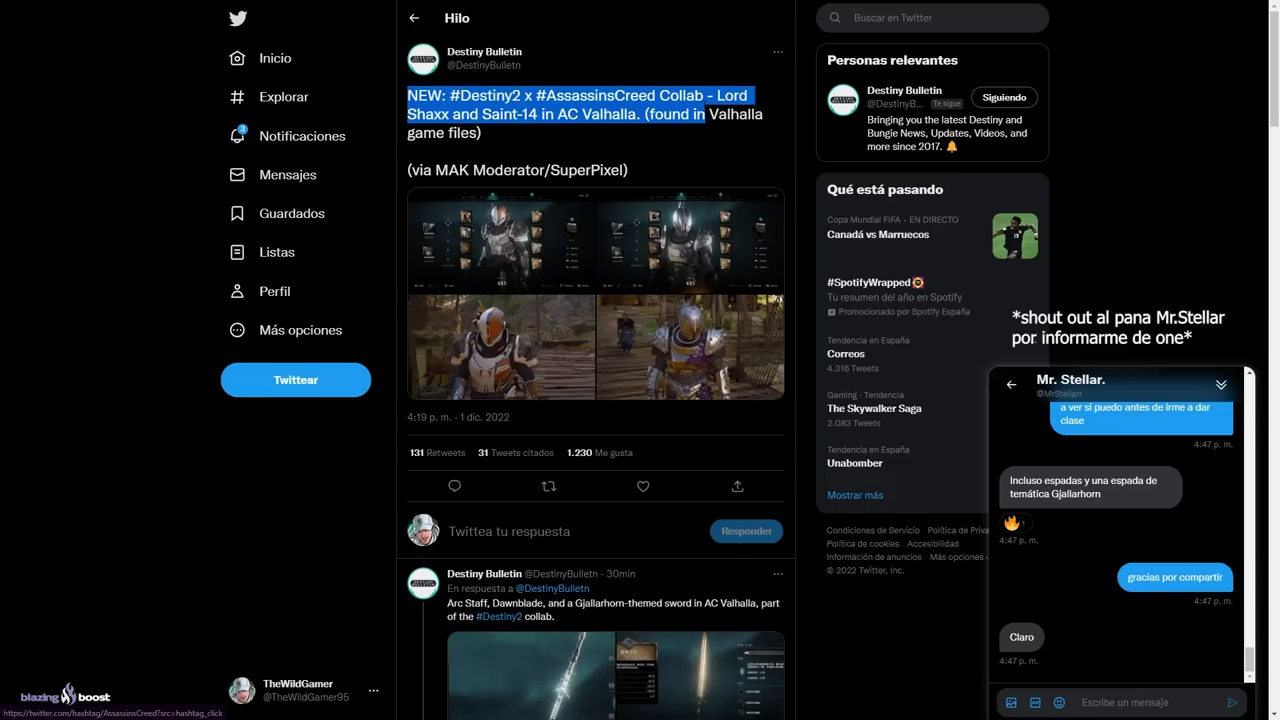 Inicio
Explorar
3
Notificaciones
Mensajes
Guardados
Listas
Perfil
Más opciones
Twittear
TheWildGamer
@TheWildGamer95
blazing boost
https://twitter.com/hashtag/AssassinsCreed?src=hashtag_click
Hilo
Destiny Bulletin
@DestinyBulletn
NEW: #Destiny2 x #AssassinsCreed Collab - Lord
Shaxx and Saint-14 in AC Valhalla. (found in Valhalla
game files)
(via MAK Moderator/SuperPixel)
4:19 p. m. · 1 dic. 2022
131 Retweets 31 Tweets citados 1.230 Me gusta
Twittea tu respuesta
Responder
Destiny Bulletin @DestinyBulletn · 30min
En respuesta a @DestinyBulletn
Arc Staff, Dawnblade, and a Gjallarhorn-themed sword in AC Valhalla, part
of the #Destiny2 collab.
Buscar en Twitter
Personas relevantes
Destiny Bulletin
@DestinyB... Te sigue
Siguiendo
Bringing you the latest Destiny and
Bungie News, Updates, Videos, and
more since 2017.
Qué está pasando
Copa Mundial FIFA · EN DIRECTO
Canadá vs Marruecos
#SpotifyWrapped
Tu resumen del año en Spotify
Promocionado por Spotify España
Tendencia en España
Correos
4.316 Tweets
Gaming · Tendencia
The Skywalker Saga
2.083 Tweets
Tendencia en España
Unabomber
Mostrar más
Condiciones de Servicio Política de Priva
Política de cookies Accesibilidad
Información de anuncios Más opciones
© 2022 Twitter, Inc.
*shout out al pana Mr.Stellar
por informarme de one*
Mr. Stellar.
@MrStellarr
a ver si puedo antes de irme a dar
clase
4:47 p. m.
Incluso espadas y una espada de
temática Gjallarhorn
1
4:47 p. m.
gracias por compartir
4:47 p. m.
Claro
4:47 p. m.
Escribe un mensaje